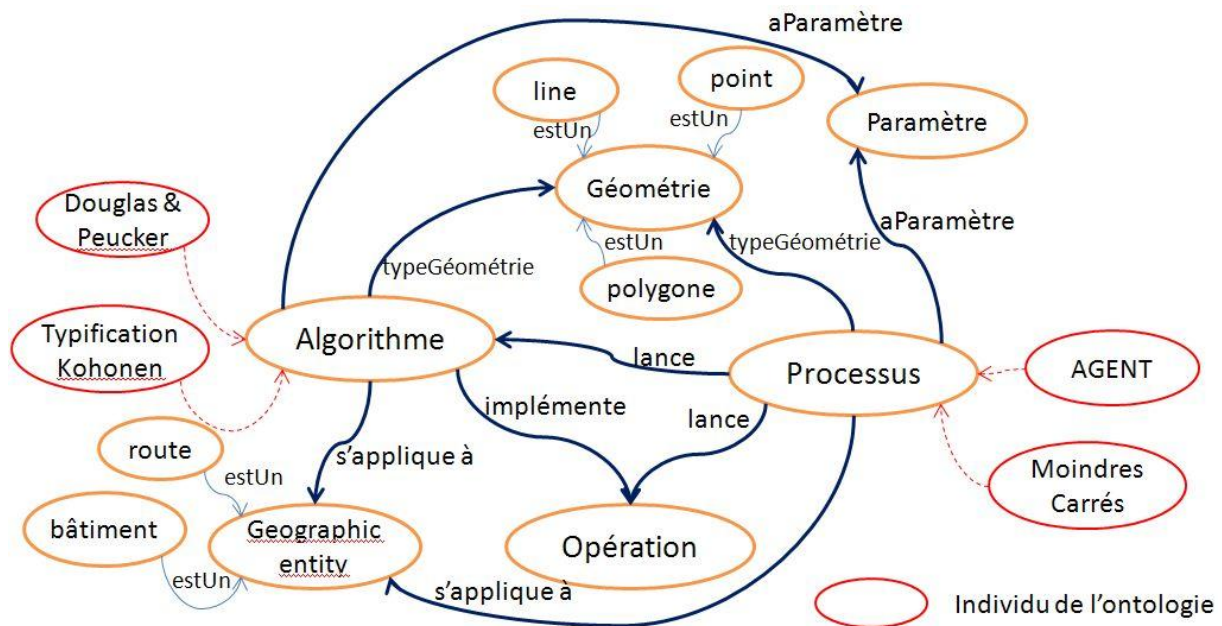 aParamètre
line
point
estUn
estUn
Paramètre
Géométrie
Douglas &
Peucker
aParamètre
estUn
typeGéométrie
typeGéométrie
polygone
Typification
Kohonen
Algorithme
lance
Processus
AGENT
implémente
lance
route
s'applique à
estUn
Moindres
Carrés
bâtiment
Geographic
entity
Opération
estUn
s'applique à
Individu de l'ontologie